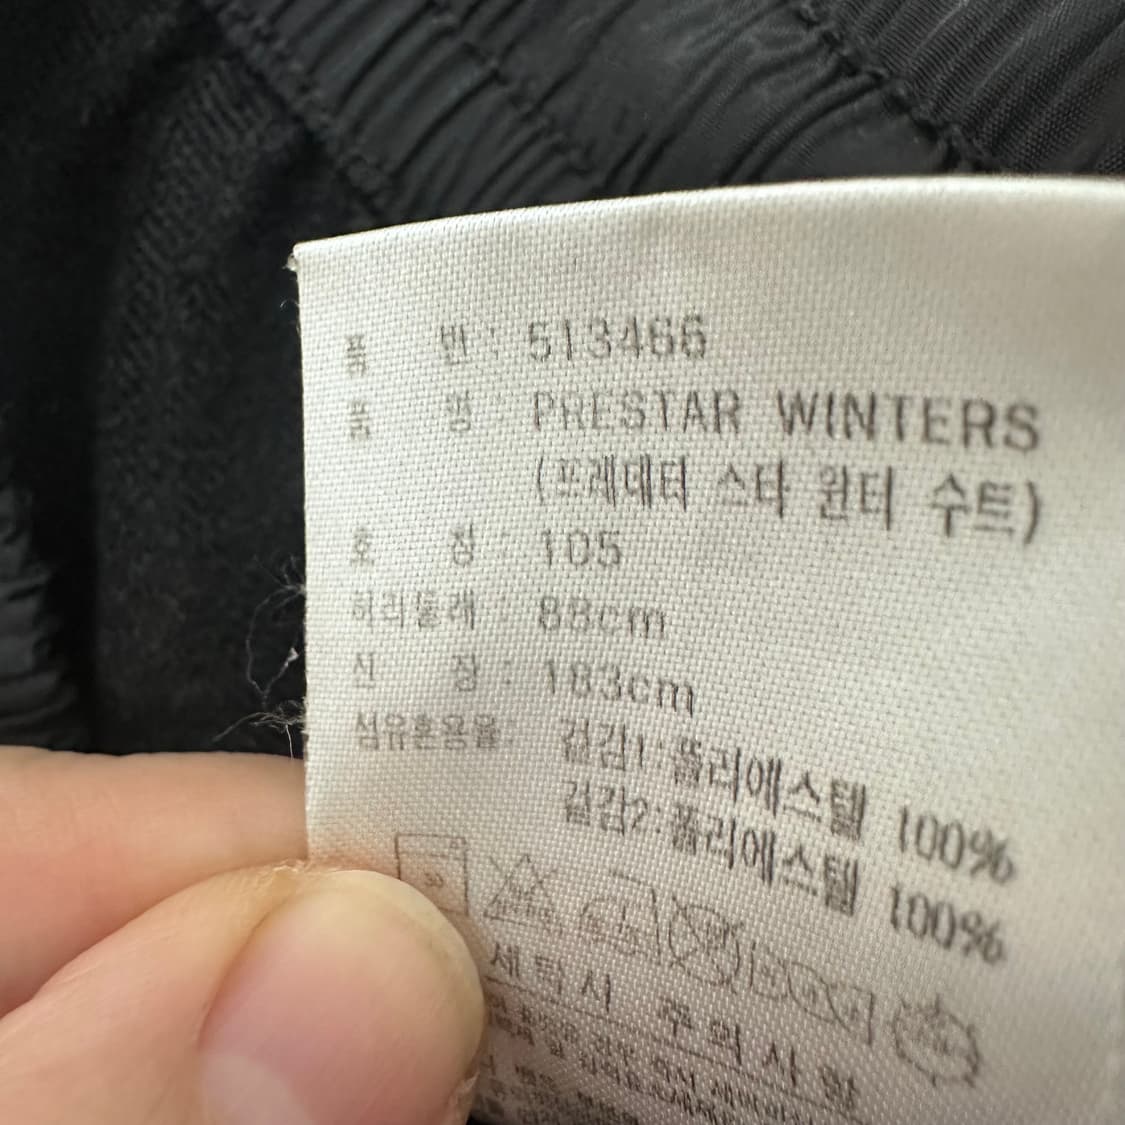 품 번: 513466
품 명: PRESTAR WINTERS
(프레데터 스타 윈터 수트)
호 칭: 105
허리둘레 88cm
신 장: 183cm
섬유혼용율: 겉감1:폴리에스텔 100%
겉감2:폴리에스텔 100%
세탁시 주의사항